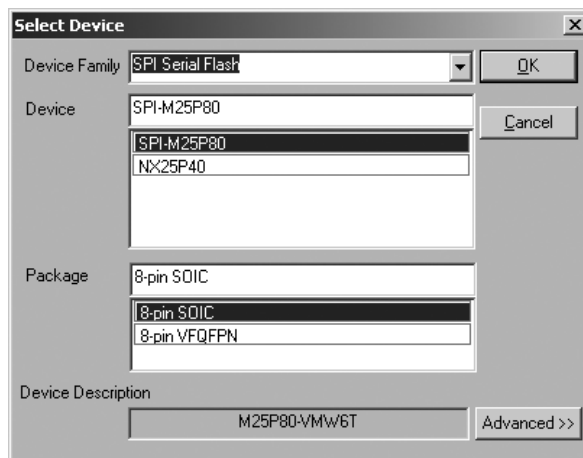 Select Device
Device Family SPI Serial Flash OK
Device SPI-M25P80
Cancel
SPI-M25P80
NX25P40
Package 8-pin SOIC
8-pin SOIC
8-pin VFQFPN
Device Description
M25P80-VMW6T Advanced >>